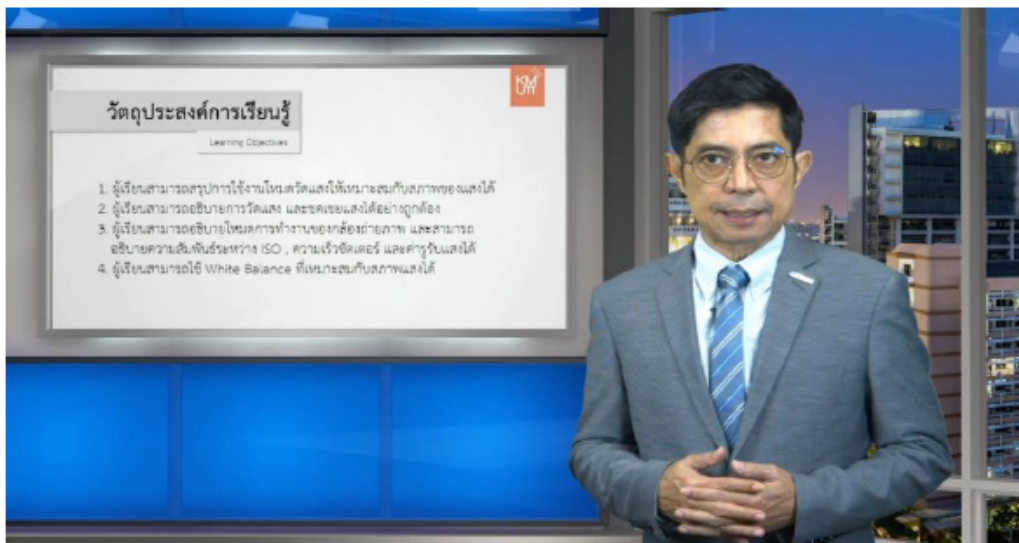 KM
UTT
วัตถุประสงค์การเรียนรู้
Learning Objectives
1. ผู้เรียนสามารถสรุปการใช้งานโหมดวัดแสงให้เหมาะสมกับสภาพของแสงได้
2. ผู้เรียนสามารถอธิบายการวัดแสง และชดเชยแสงได้อย่างถูกต้อง
3. ผู้เรียนสามารถอธิบายโหมดการทำงานของกล้องถ่ายภาพ และสามารถ
อธิบายความสัมพันธ์ระหว่าง ISO , ความเร็วชัตเตอร์ และค่ารูรับแสงได้
4. ผู้เรียนสามารถใช้ White Balance ที่เหมาะสมกับสภาพแสงได้